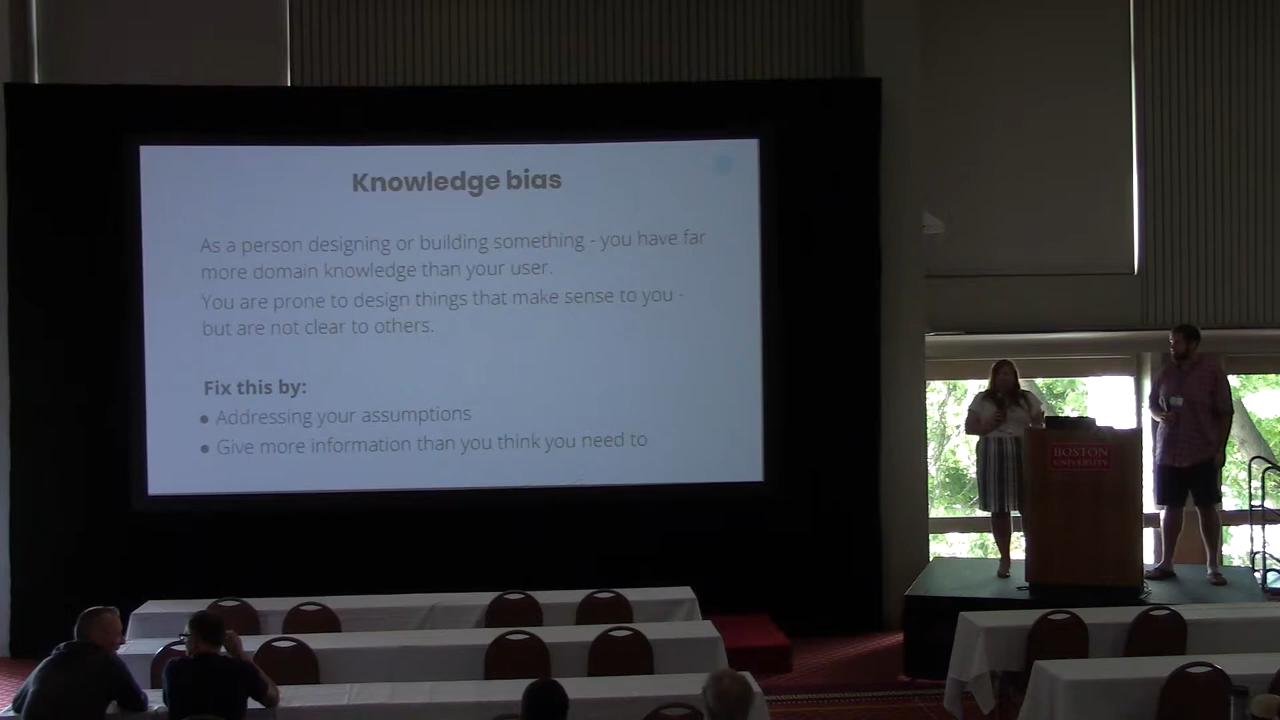 Knowledge bias
As a person designing or building something - you have far
more domain knowledge than your user.
You are prone to design things that make sense to you -
but are not clear to others.
Fix this by:
● Addressing your assumptions
● Give more information than you think you need to
BOSTON
UNIVERSITY